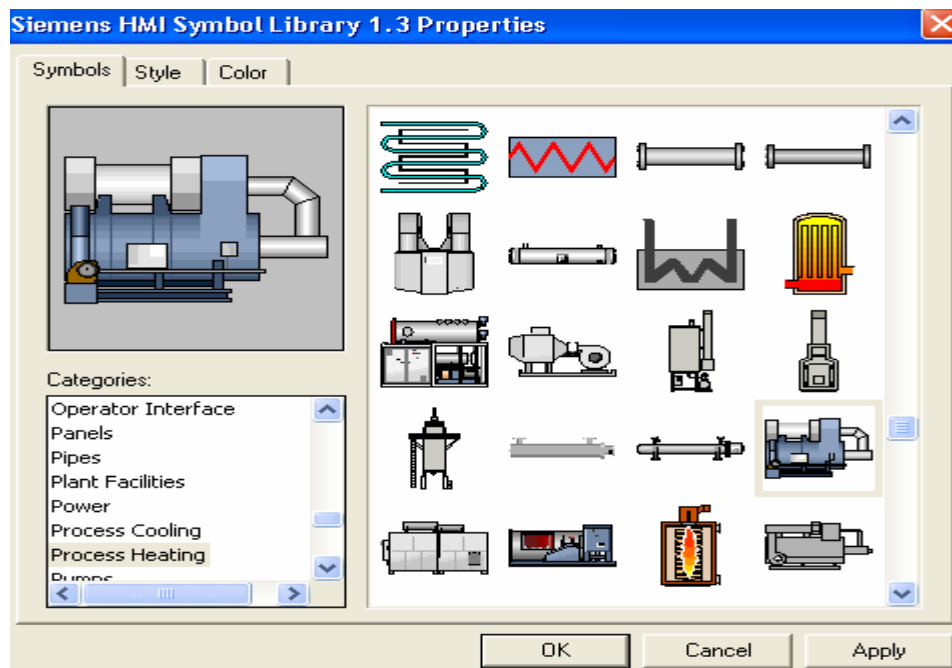 Siemens HMI Symbol Library 1.3 Properties
Symbols Style Color
Categories:
Operator Interface
Panels
Pipes
Plant Facilities
Power
Process Cooling
Process Heating
Pumps
OK Cancel Apply